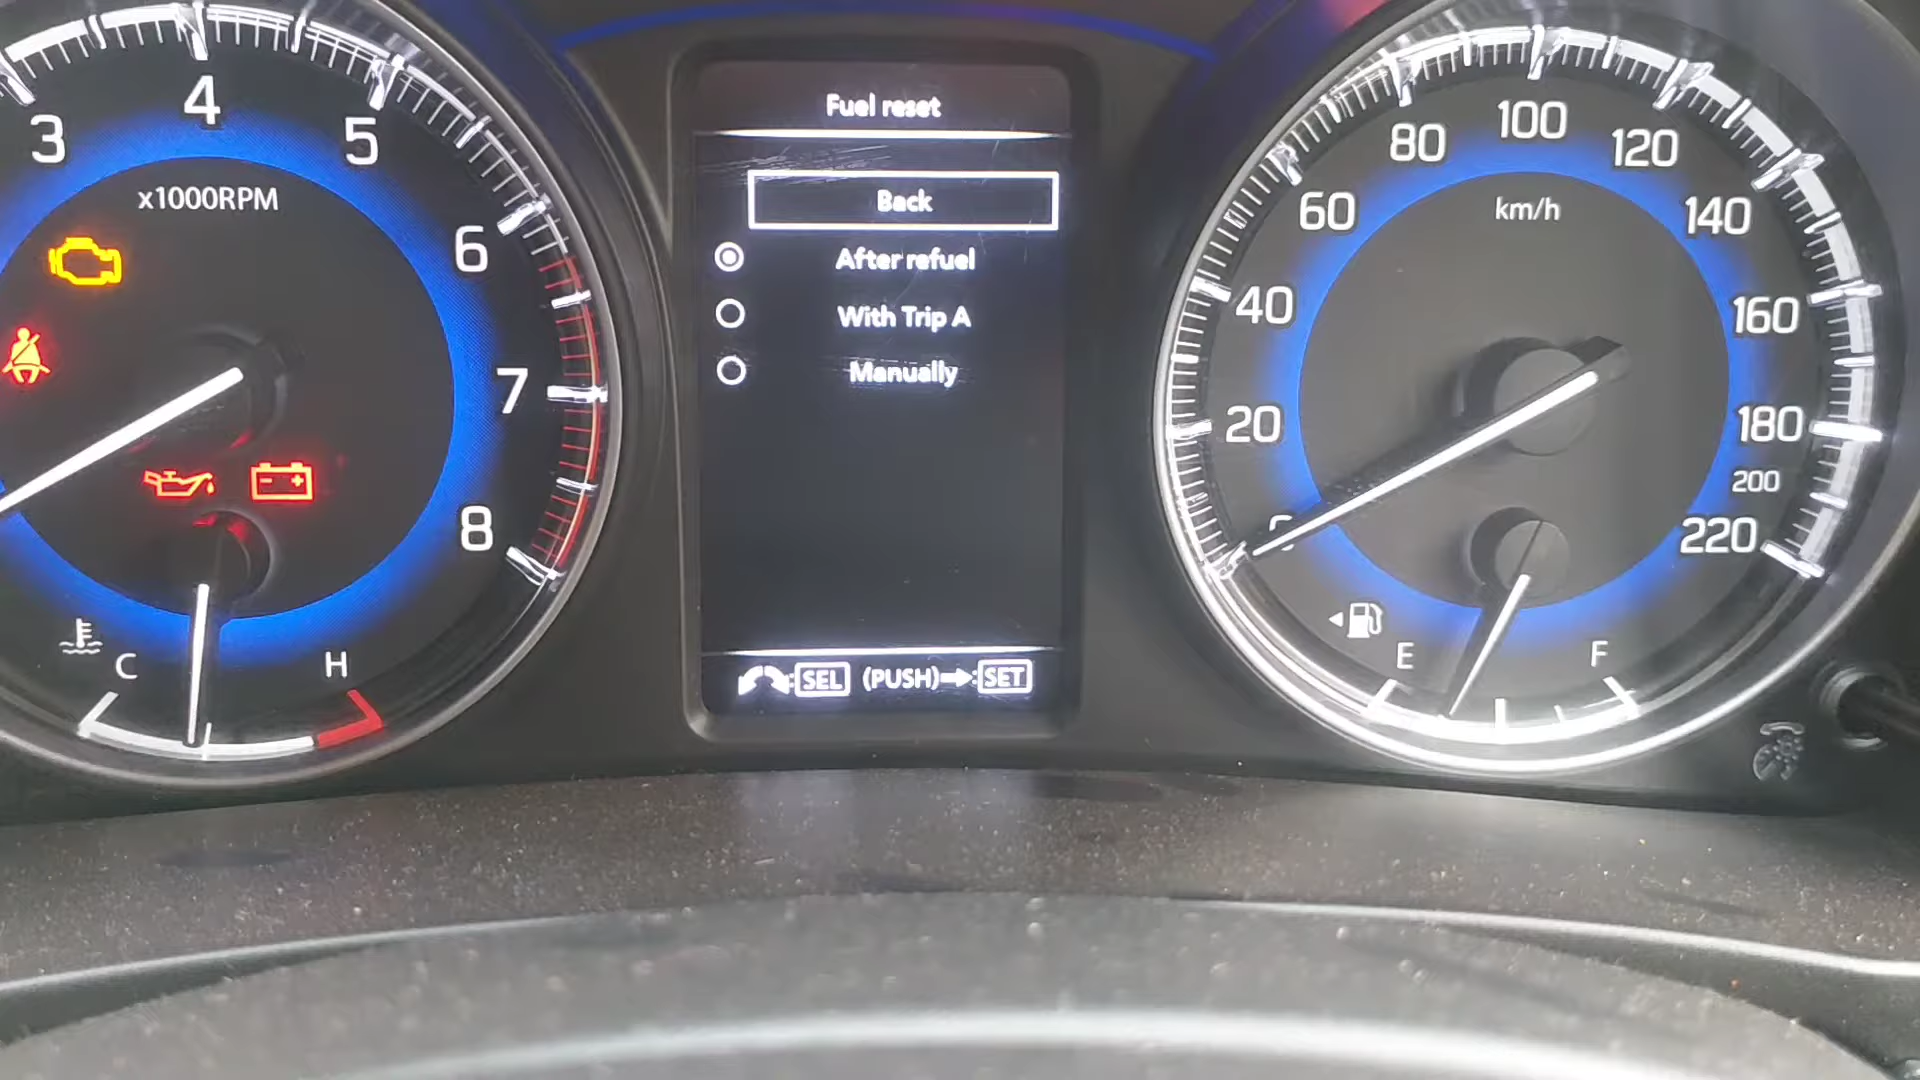 3
4
5
6
7
8
x1000RPM
C
H
Fuel reset
Back
After refuel
With Trip A
Manually
SEL (PUSH) SET
20
40
60
80
100
120
140
160
180
200
220
km/h
E
F